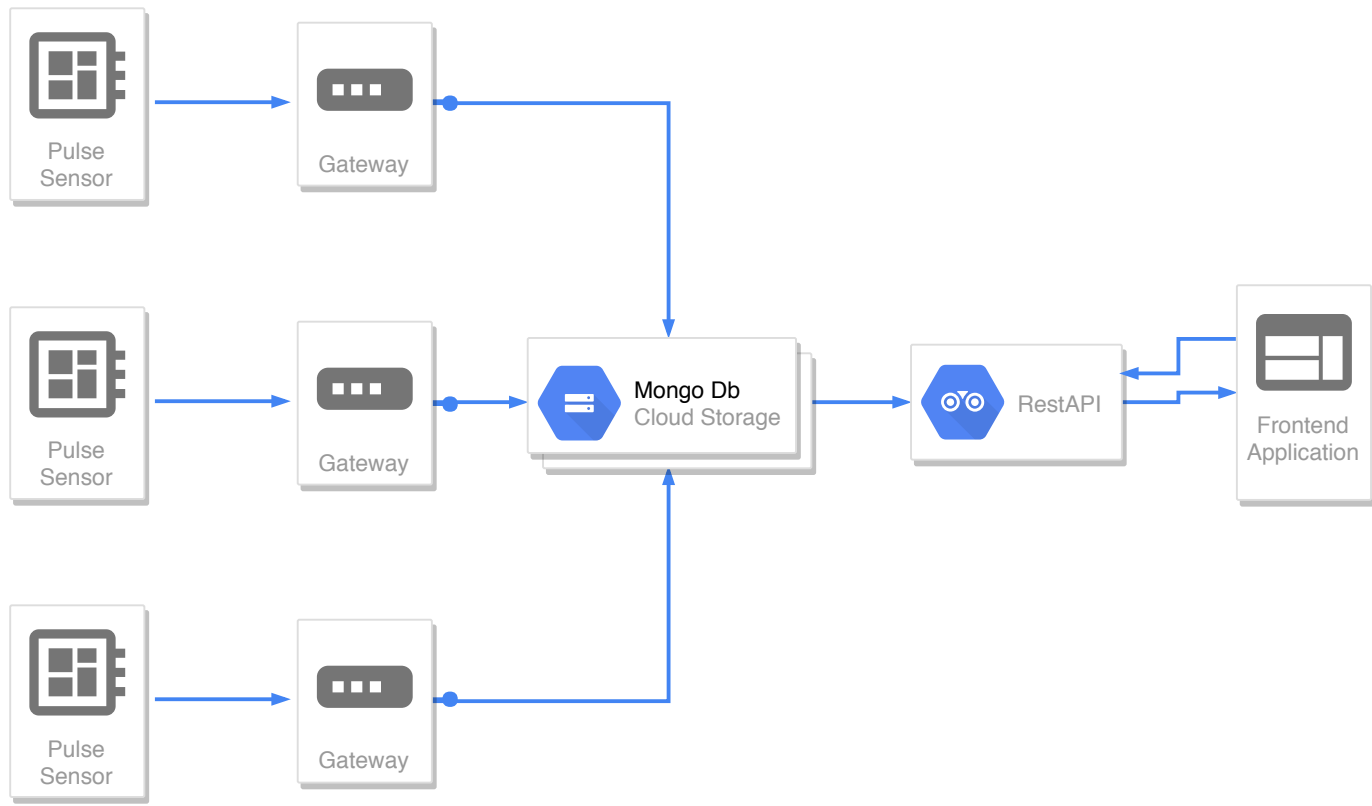 Pulse
Sensor
Gateway
Pulse
Sensor
Gateway
Mongo Db
Cloud Storage
RestAPI
Frontend
Application
Pulse
Sensor
Gateway